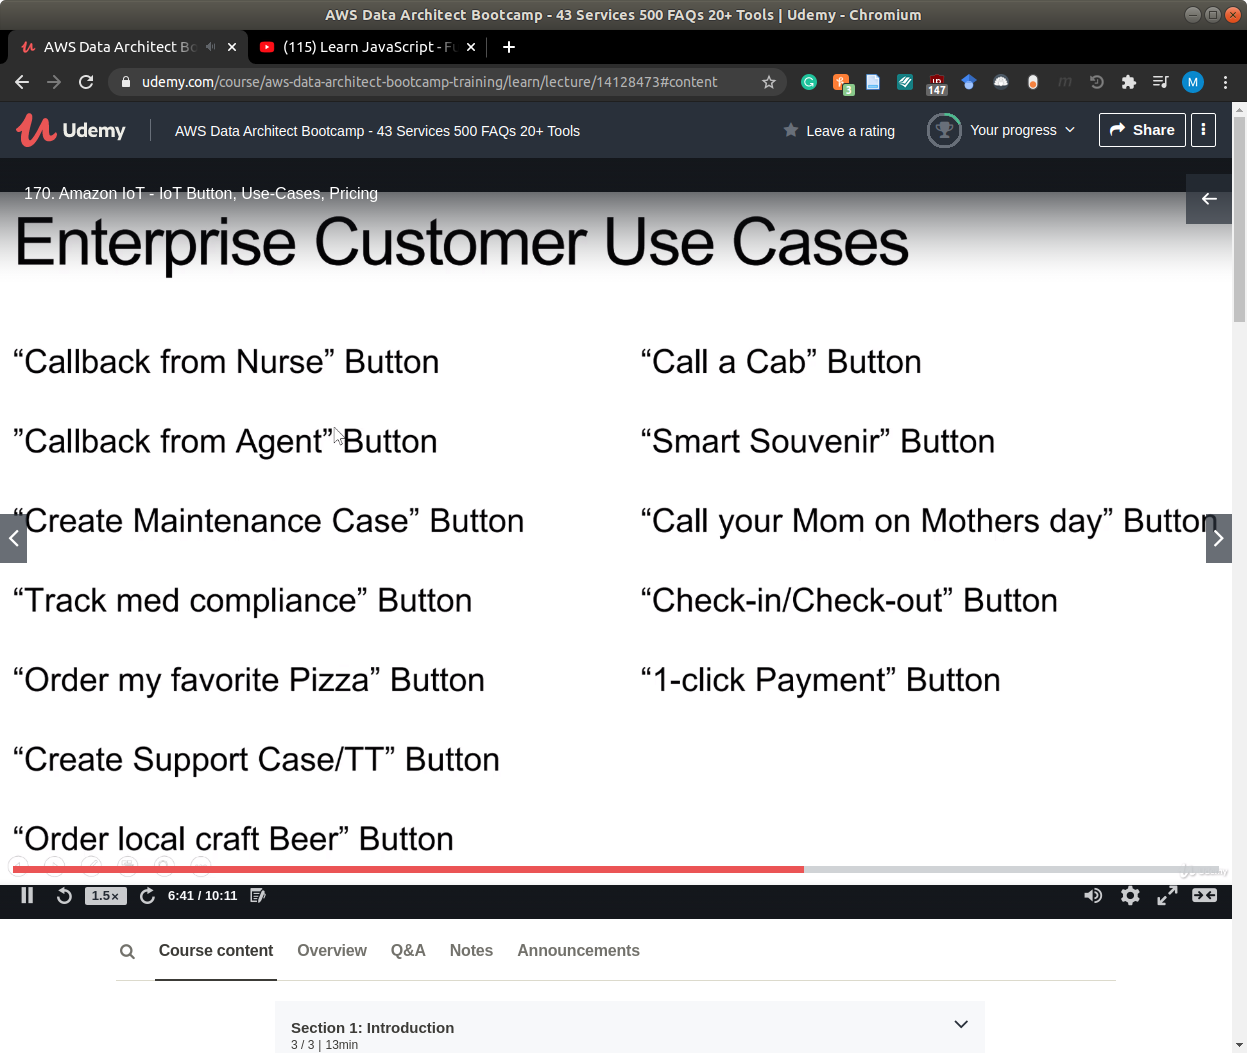 AWS Data Architect Bootcamp - 43 Services 500 FAQs 20+ Tools | Udemy - Chromium
AWS Data Architect Bo
(115) Learn JavaScript - Fu
udemy.com/course/aws-data-architect-bootcamp-training/learn/lecture/14128473#content
3
147
M
Udemy
AWS Data Architect Bootcamp - 43 Services 500 FAQs 20+ Tools
Leave a rating
Your progress
Share
170. Amazon IoT - IoT Button, Use-Cases, Pricing
Enterprise Customer Use Cases
“Callback from Nurse” Button
”Callback from Agent” Button
“Create Maintenance Case” Button
“Track med compliance” Button
“Order my favorite Pizza” Button
“Create Support Case/TT” Button
“Order local craft Beer” Button
“Call a Cab” Button
“Smart Souvenir” Button
“Call your Mom on Mothers day” Button
“Check-in/Check-out” Button
“1-click Payment” Button
1.5×
6:41 / 10:11
Course content
Overview
Q&A
Notes
Announcements
Section 1: Introduction
3 / 3 | 13min